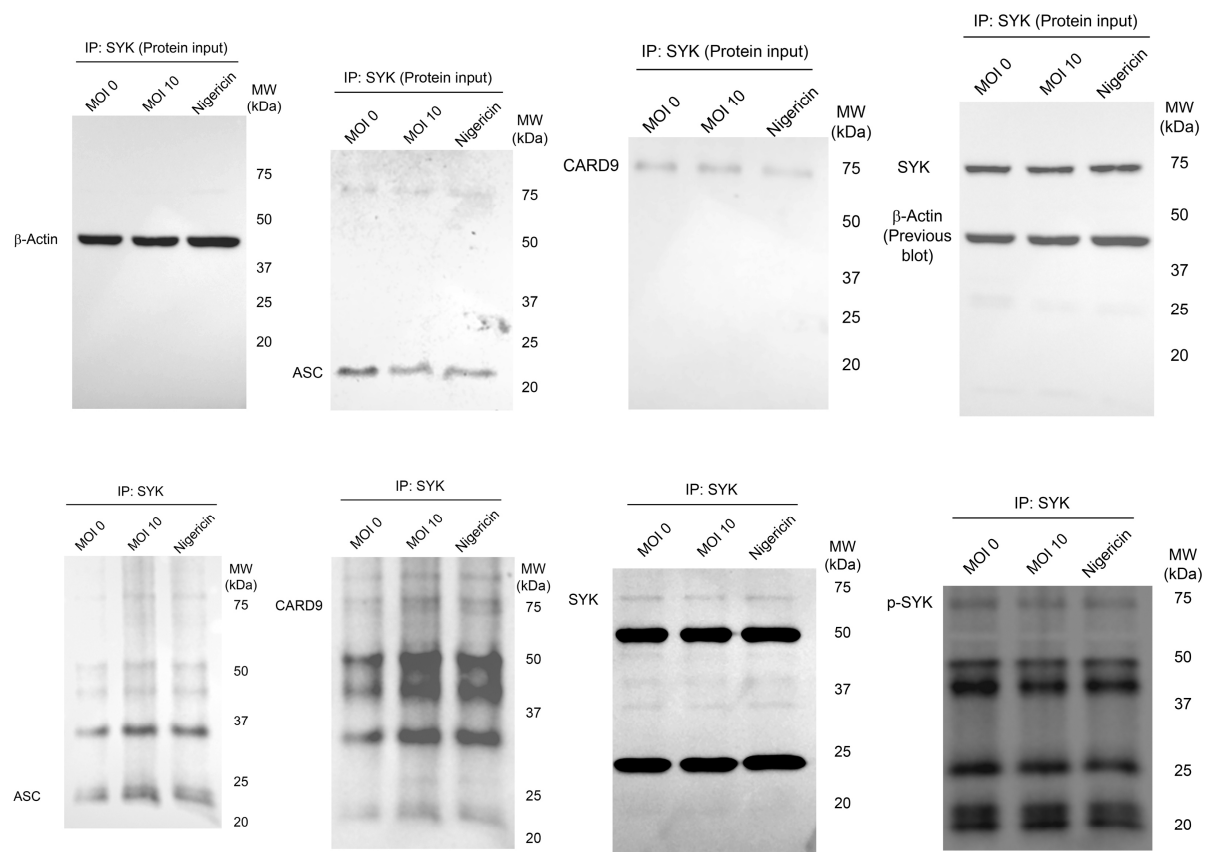 IP: SYK (Protein input)
MOI 0
MOI 10
Nigericin
MW
(kDa)
75
50
β-Actin
37
25
20
IP: SYK (Protein input)
MOI 0
MOI 10
Nigericin
MW
(kDa)
75
50
37
25
ASC
20
IP: SYK (Protein input)
MOI 0
MOI 10
Nigericin
MW
(kDa)
CARD9
75
50
37
25
20
IP: SYK (Protein input)
MOI 0
MOI 10
Nigericin
MW
(kDa)
SYK
75
50
β-Actin
(Previous
blot)
37
25
20
IP: SYK
MOI 0
MOI 10
Nigericin
MW
(kDa)
75
50
37
25
ASC
20
IP: SYK
MOI 0
MOI 10
Nigericin
MW
(kDa)
CARD9
75
50
37
25
20
IP: SYK
MOI 0
MOI 10
Nigericin
MW
(kDa)
75
SYK
50
37
25
20
IP: SYK
MOI 0
MOI 10
Nigericin
MW
(kDa)
p-SYK
75
50
37
25
20